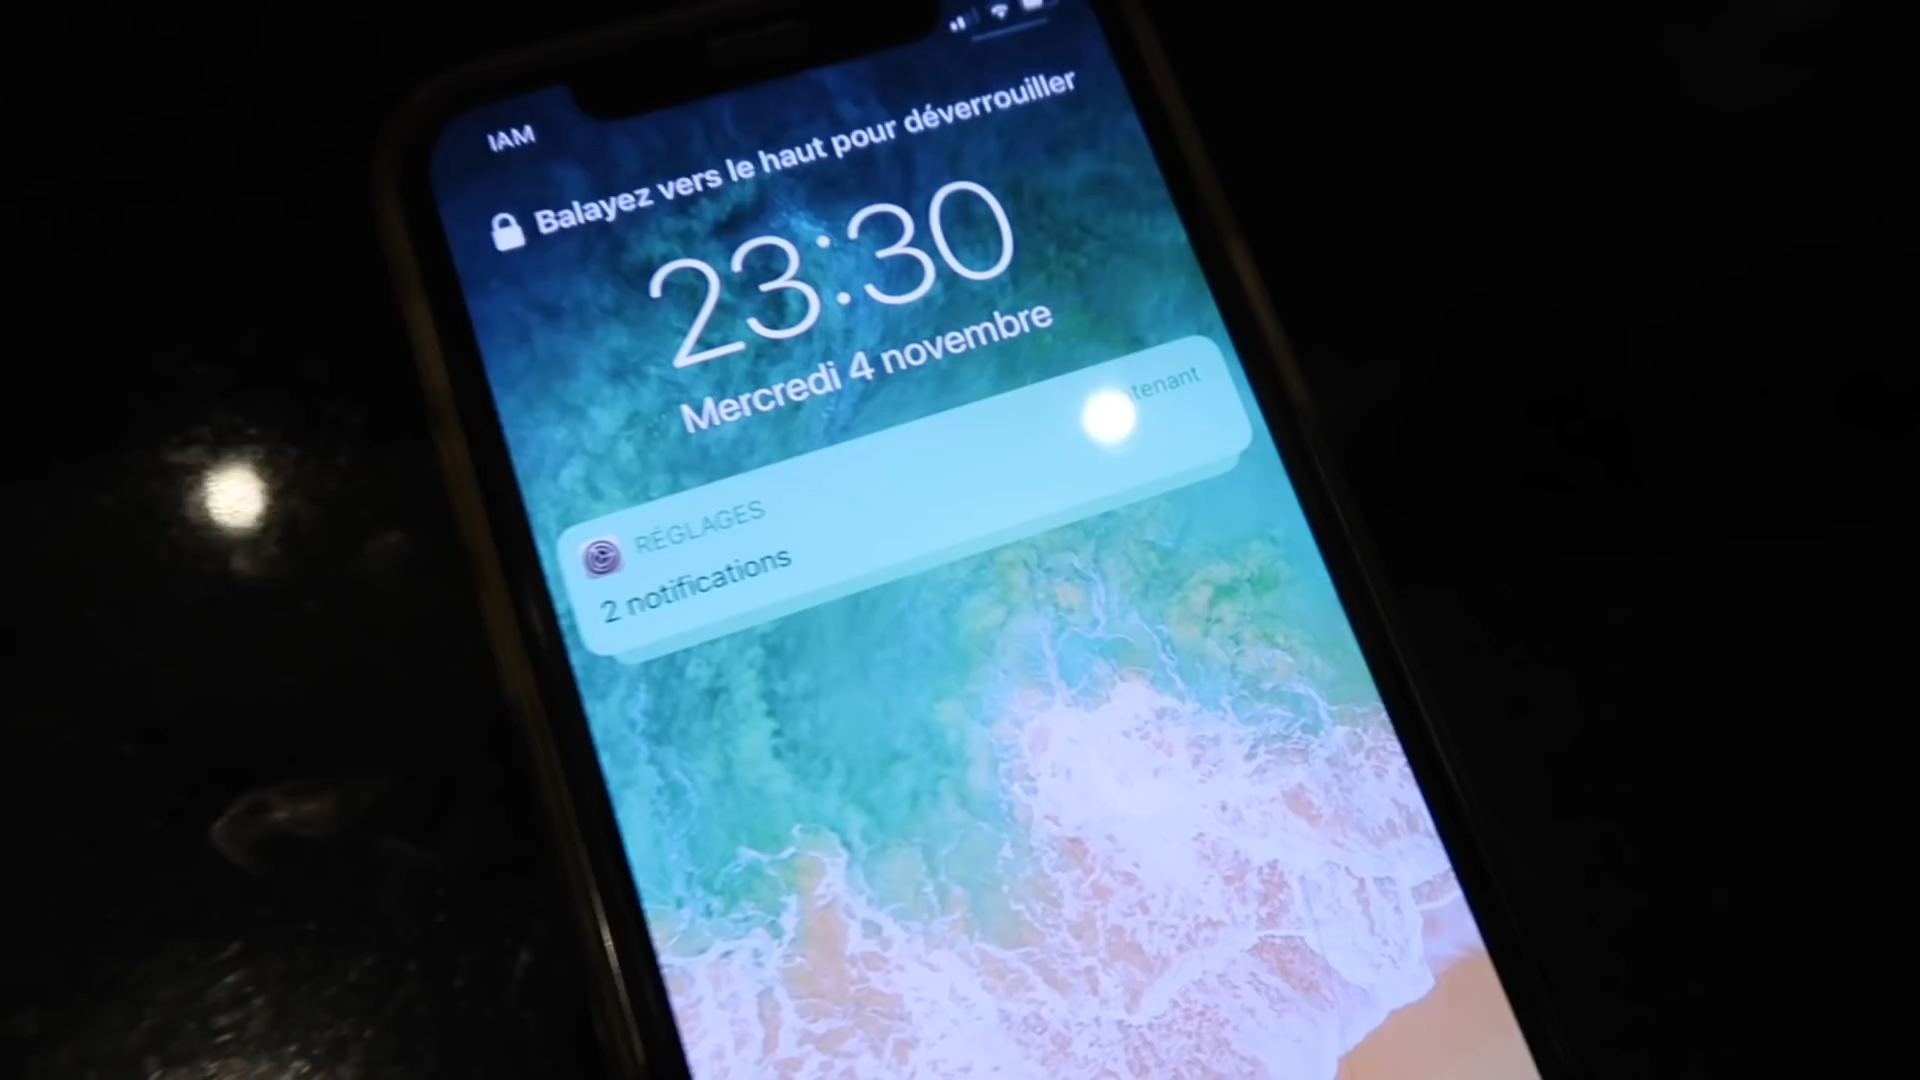 IAM
Balayez vers le haut pour déverrouiller
23:30
Mercredi 4 novembre
RÉGLAGES
2 notifications